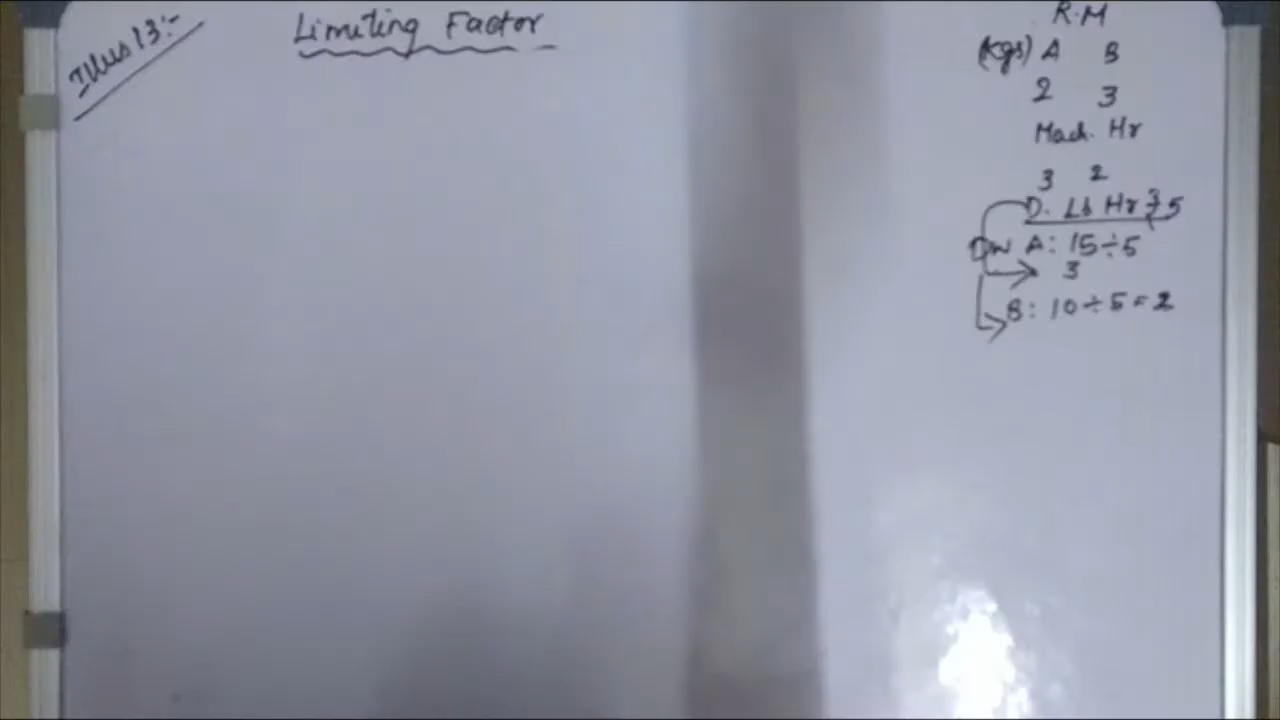 Illus 13:-
Limiting Factor
R.M
(kgs) A B
2 3
Mach. Hr
3 2
D. Lb Hr ₹5
A: 15÷5
3
B: 10÷5=2